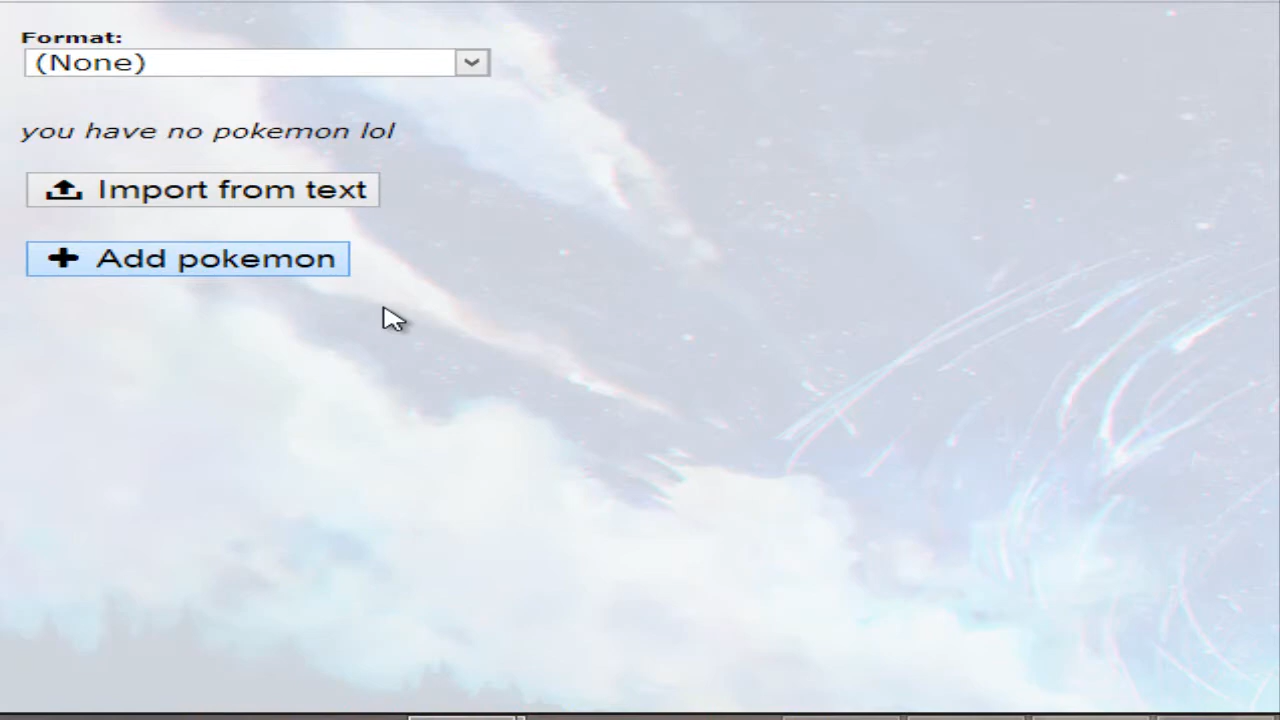 Format:
(None)
you have no pokemon lol
Import from text
Add pokemon